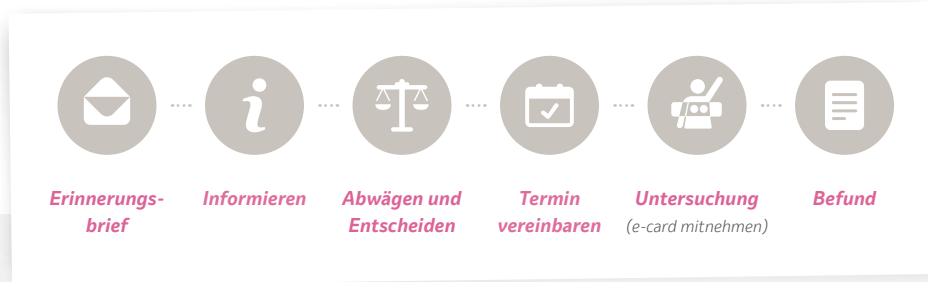 Erinnerungs-
brief
Informieren
Abwägen und
Entscheiden
Termin
vereinbaren
Untersuchung
(e-card mitnehmen)
Befund